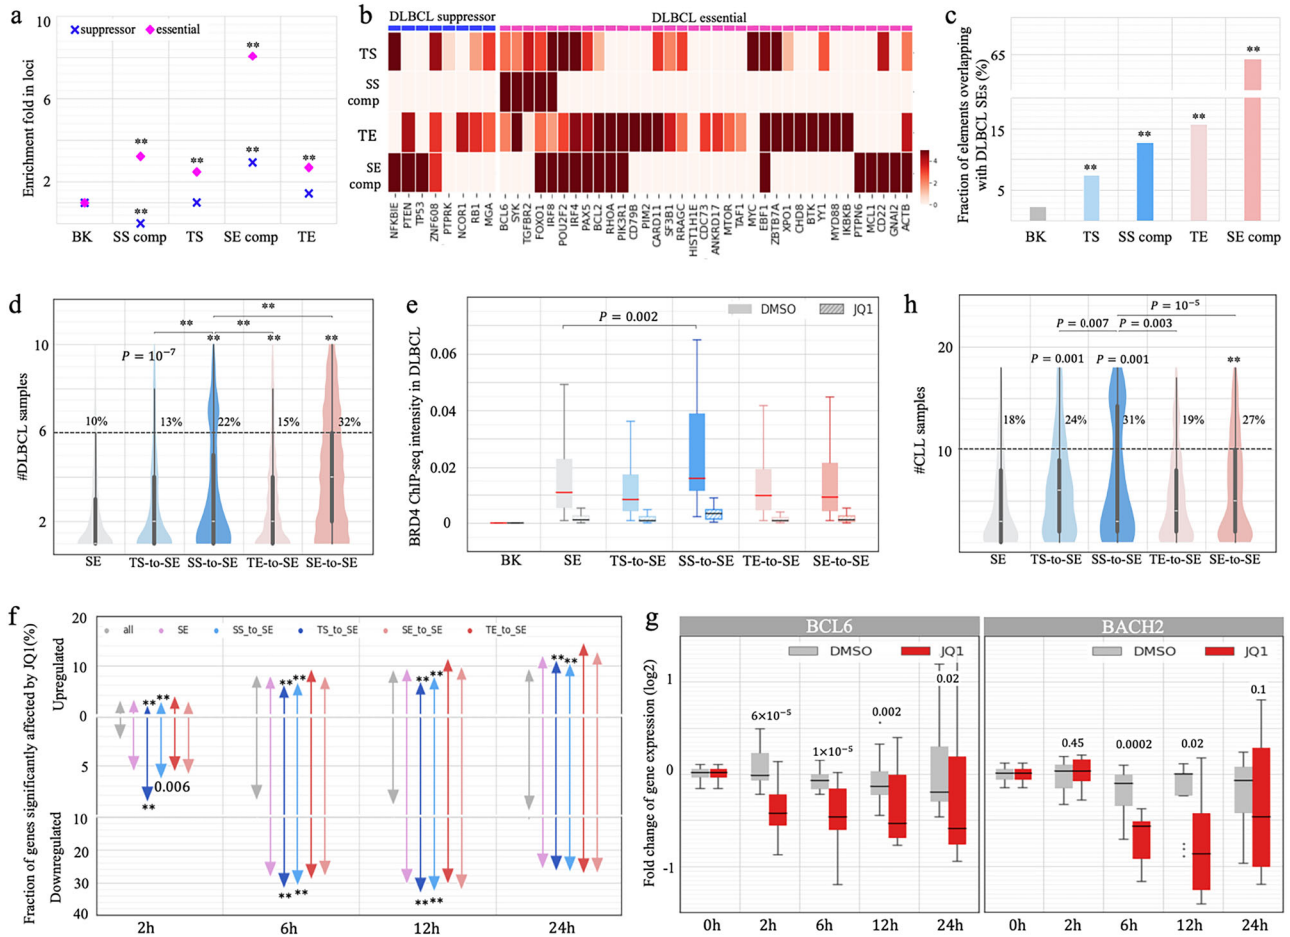 a
10
6
2
Enrichment fold in loci
suppressor
essential
**
**
**
**
**
**
**
BK
SS comp
TS
SE comp
TE
b
DLBCL suppressor
DLBCL essential
TS
SS
comp
TE
SE
comp
4
2
0
NFKBIE
PTEN
TP53
ZNF608
PTPRK
NCOR1
RB1
MGA
BCL6
SYK
TGFBR2
FOXO1
IRF8
POU2F2
IRF4
PAX5
BCL2
RHOA
PIK3R1
CD79B
PIM2
CARD11
SF3B1
RRAGC
HIST1H1E
CDC73
ANKRD17
MTOR
TAF1
MYC
EBF1
ZBTB7A
XPO1
CHD8
BTK
YY1
MYD88
IKBKB
PTPN6
MCL1
CD22
GNAI2
ACTB
c
Fraction of elements overlapping
with DLBCL SEs (%)
65
15
5
**
**
**
**
BK
TS
SS comp
TE
SE comp
d
#DLBCL samples
10
6
2
**
**
**
P = 10⁻⁷
**
**
**
10%
13%
22%
15%
32%
SE
TS-to-SE
SS-to-SE
TE-to-SE
SE-to-SE
e
BRD4 ChIP-seq intensity in DLBCL
0.06
0.04
0.02
0
DMSO
JQ1
P = 0.002
BK
SE
TS-to-SE
SS-to-SE
TE-to-SE
SE-to-SE
h
#CLL samples
20
10
0
P = 10⁻⁵
P = 0.007
P = 0.003
P = 0.001
P = 0.001
**
18%
24%
31%
19%
27%
SE
TS-to-SE
SS-to-SE
TE-to-SE
SE-to-SE
f
Fraction of genes significantly affected by JQ1(%)
Upregulated
Downregulated
20
10
0
5
10
20
30
40
all
SE
SS_to_SE
TS_to_SE
SE_to_SE
TE_to_SE
**
**
**
**
**
**
**
**
0.006
**
**
**
**
**
2h
6h
12h
24h
g
Fold change of gene expression (log2)
BCL6
BACH2
1
0
-1
DMSO
JQ1
6×10⁻⁵
1×10⁻⁵
0.002
0.02
0h
2h
6h
12h
24h
DMSO
JQ1
0.45
0.0002
0.02
0.1
0h
2h
6h
12h
24h